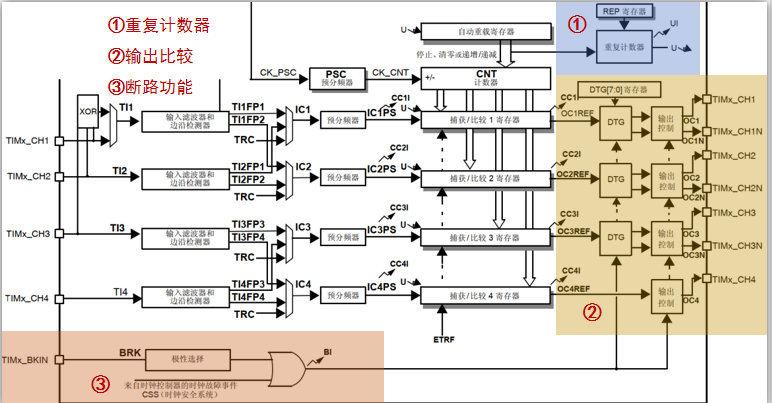 ①重复计数器
②输出比较
③断路功能
①
REP 寄存器
UI
重复计数器
U
U
自动重载寄存器
停止、清零或递增/递减
CK_PSC
PSC
预分频器
CK_CNT
+/-
CNT
计数器
DTG[7:0]寄存器
XOR
TI1
输入滤波器和
边沿检测器
TI1FP1
TI1FP2
TRC
IC1
预分频器
IC1PS
CC1I
U
捕获/比较 1 寄存器
CC1I
OC1REF
DTG
输出
控制
OC1
OC1N
TIMx_CH1
TIMx_CH1N
TIMx_CH1
TIMx_CH2
TI2
输入滤波器和
边沿检测器
TI2FP1
TI2FP2
TRC
IC2
预分频器
IC2PS
CC2I
U
捕获/比较 2 寄存器
CC2I
OC2REF
DTG
输出
控制
OC2
OC2N
TIMx_CH2
TIMx_CH2N
TIMx_CH3
TI3
输入滤波器和
边沿检测器
TI3FP3
TI3FP4
TRC
IC3
预分频器
IC3PS
CC3I
U
捕获/比较 3 寄存器
CC3I
OC3REF
DTG
输出
控制
OC3
OC3N
TIMx_CH3
TIMx_CH3N
TIMx_CH4
TI4
输入滤波器和
边沿检测器
TI4FP3
TI4FP4
TRC
IC4
预分频器
IC4PS
CC4I
U
捕获/比较 4 寄存器
CC4I
OC4REF
输出
控制
OC4
TIMx_CH4
②
ETRF
TIMx_BKIN
BRK
极性选择
BI
③
来自时钟控制器的时钟故障事件
CSS（时钟安全系统）